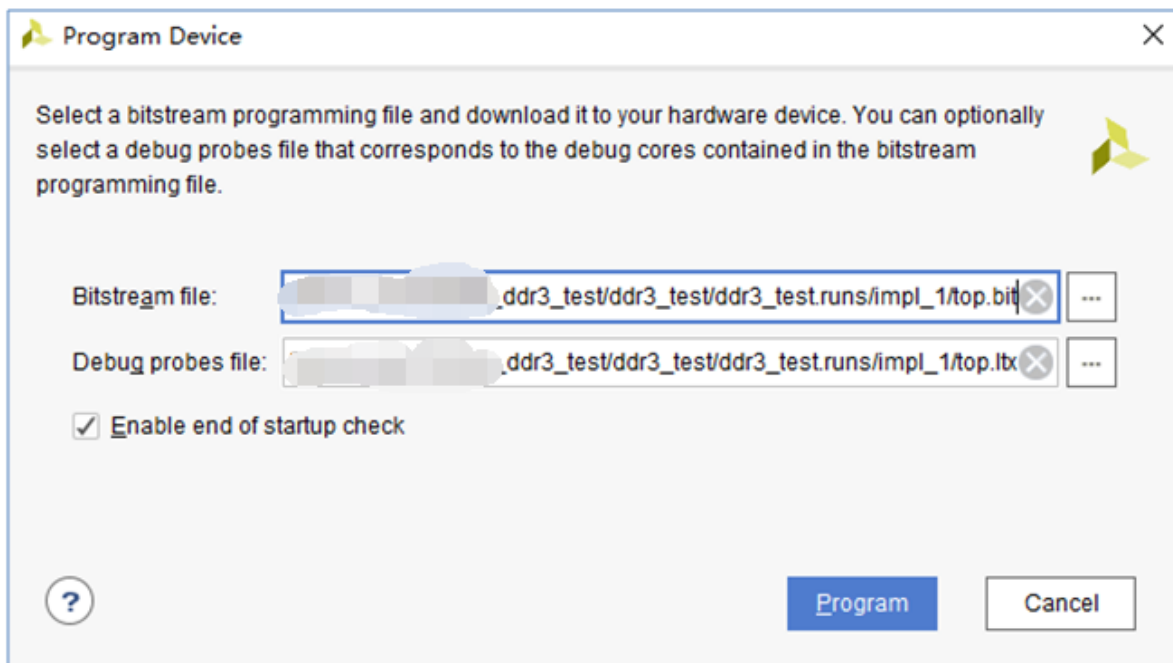 Program Device
Select a bitstream programming file and download it to your hardware device. You can optionally
select a debug probes file that corresponds to the debug cores contained in the bitstream
programming file.
Bitstream file: _ddr3_test/ddr3_test/ddr3_test.runs/impl_1/top.bit ...
Debug probes file: _ddr3_test/ddr3_test/ddr3_test.runs/impl_1/top.ltx ...
Enable end of startup check
? Program Cancel